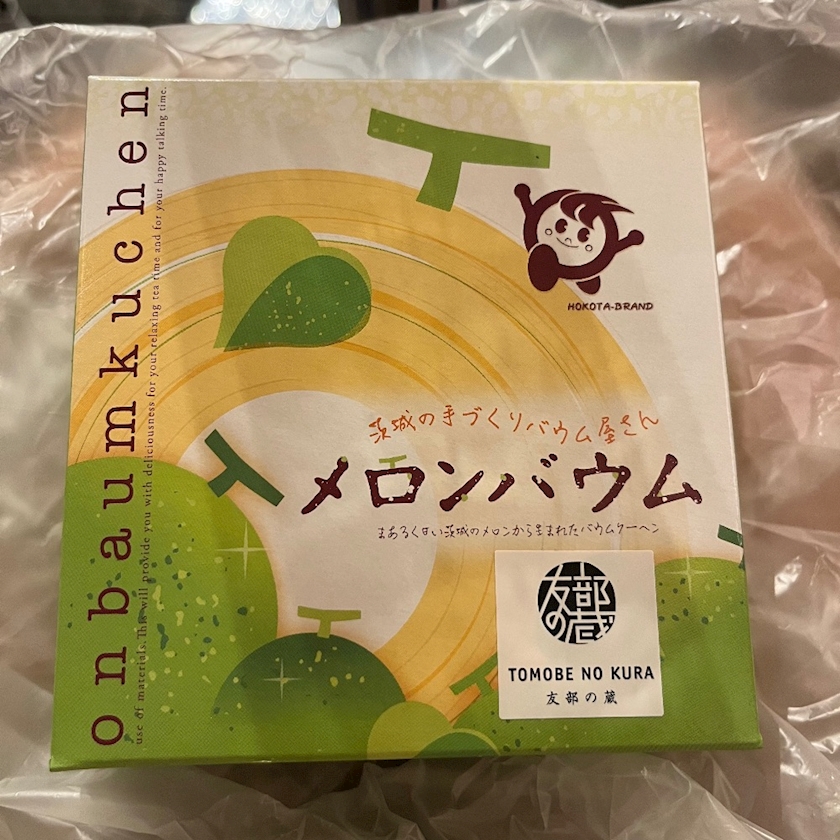 onbaumkuchen
use of materials. This will provide you with deliciousness for your relaxing tea time and for your happy talking time.
HOKOTA-BRAND
茨城の手づくりバウム屋さん
メロンバウム
まあるく甘い茨城のメロンから生まれたバウムクーヘン
友部の蔵
TOMOBE NO KURA
友部の蔵